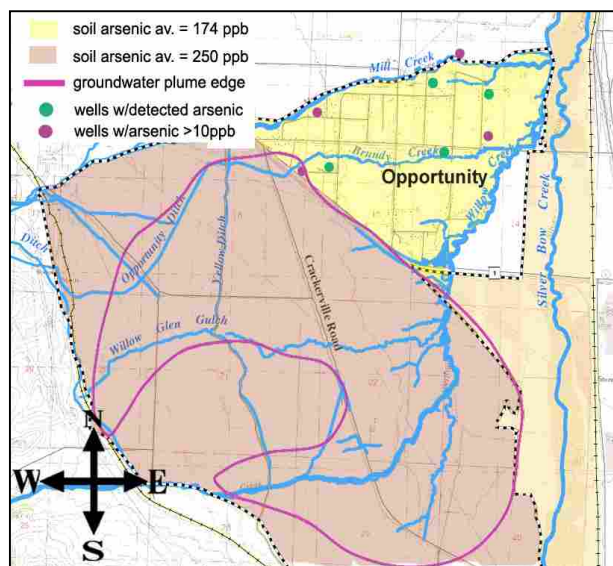 soil arsenic av. = 174 ppb
soil arsenic av. = 250 ppb
groundwater plume edge
wells w/detected arsenic
wells w/arsenic >10ppb
Mill Creek
Brundy Creek
Opportunity
Willow Creek
Silver Bow Creek
1
Ditch
Opportunity Ditch
Yellow Ditch
Crackerville Road
Willow Glen Gulch
N
W E
S